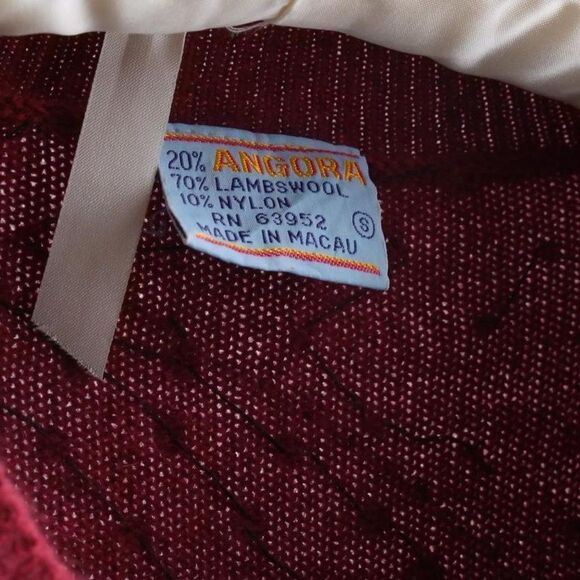 20% ANGORA
70% LAMBSWOOL
10% NYLON
RN 63952
S
MADE IN MACAU